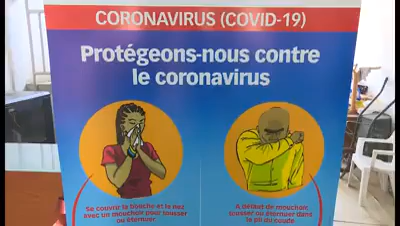 CORONAVIRUS (COVID-19)
Protégeons-nous contre
le coronavirus
Se couvrir la bouche et le nez
avec un mouchoir pour tousser
ou éternuer
A défaut de mouchoir,
tousser ou éternuer dans
le pli du coude